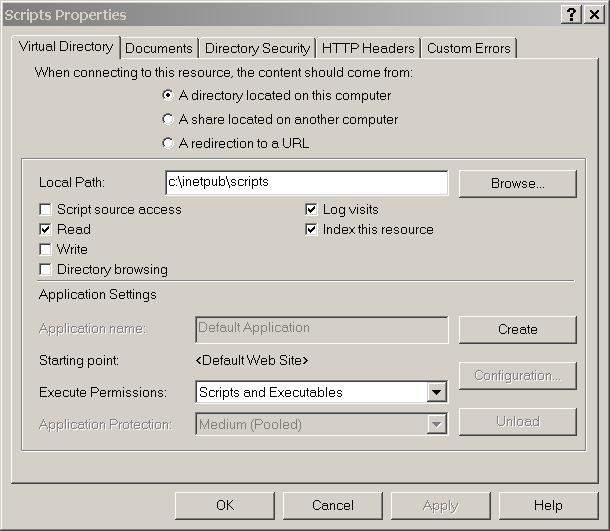 Scripts Properties
Virtual Directory Documents Directory Security HTTP Headers Custom Errors
When connecting to this resource, the content should come from:
A directory located on this computer
A share located on another computer
A redirection to a URL
Local Path: c:\inetpub\scripts Browse...
Script source access Log visits
Read Index this resource
Write
Directory browsing
Application Settings
Application name: Default Application Create
Starting point: <Default Web Site>
Execute Permissions: Scripts and Executables Configuration...
Application Protection: Medium (Pooled) Unload
OK Cancel Apply Help